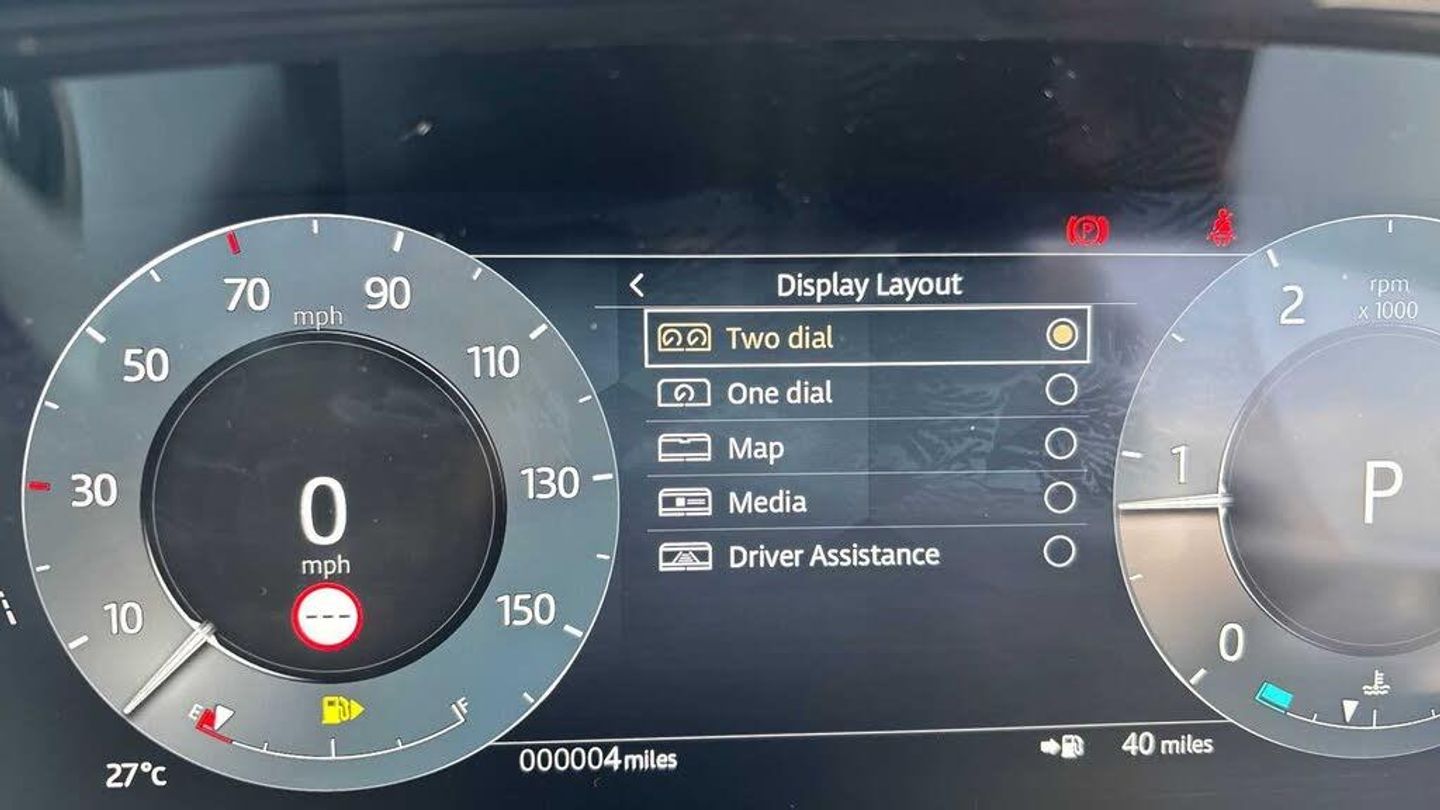 Display Layout
Two dial
One dial
Map
Media
Driver Assistance
10
30
50
70
90
110
130
150
mph
0
mph
---
E
F
27°C
000004 miles
40 miles
0
1
2
rpm
x 1000
P
P